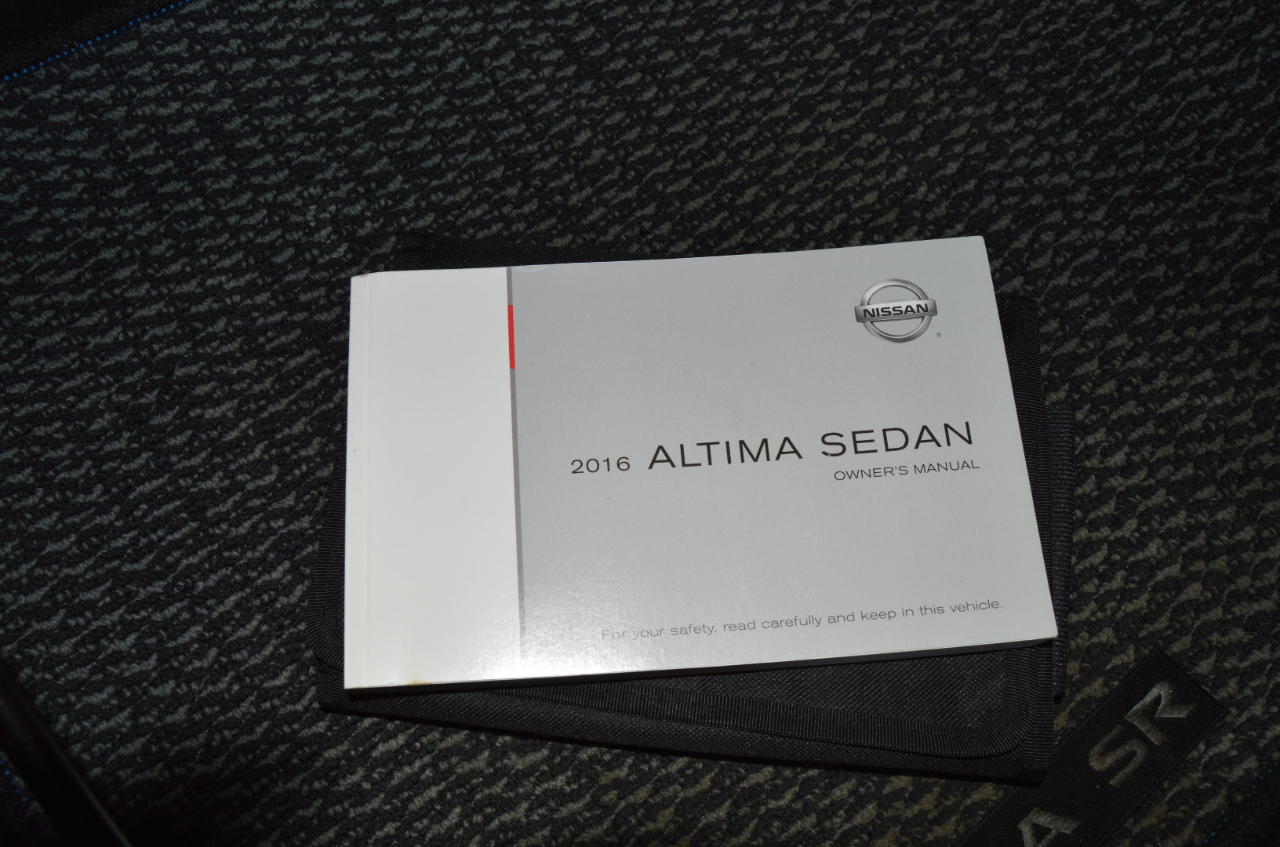 NISSAN
2016 ALTIMA SEDAN
OWNER'S MANUAL
For your safety, read carefully and keep in this vehicle.
A SR